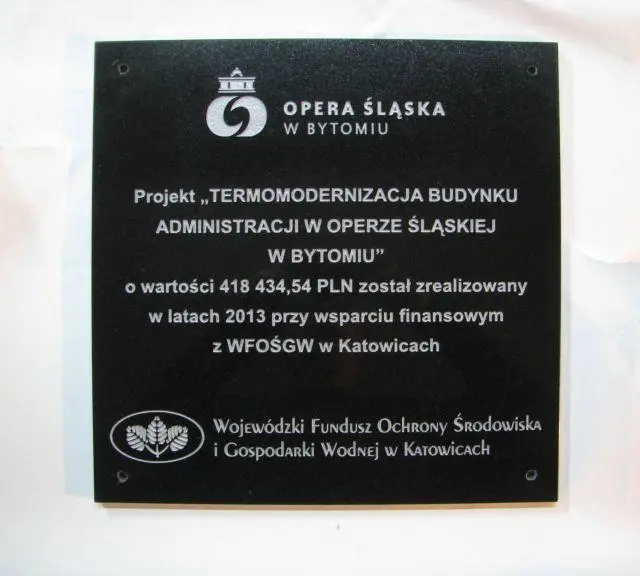 OPERA ŚLĄSKA
W BYTOMIU
Projekt „TERMOMODERNIZACJA BUDYNKU
ADMINISTRACJI W OPERZE ŚLĄSKIEJ
W BYTOMIU”
o wartości 418 434,54 PLN został zrealizowany
w latach 2013 przy wsparciu finansowym
z WFOŚGW w Katowicach
Wojewódzki Fundusz Ochrony Środowiska
i Gospodarki Wodnej w Katowicach